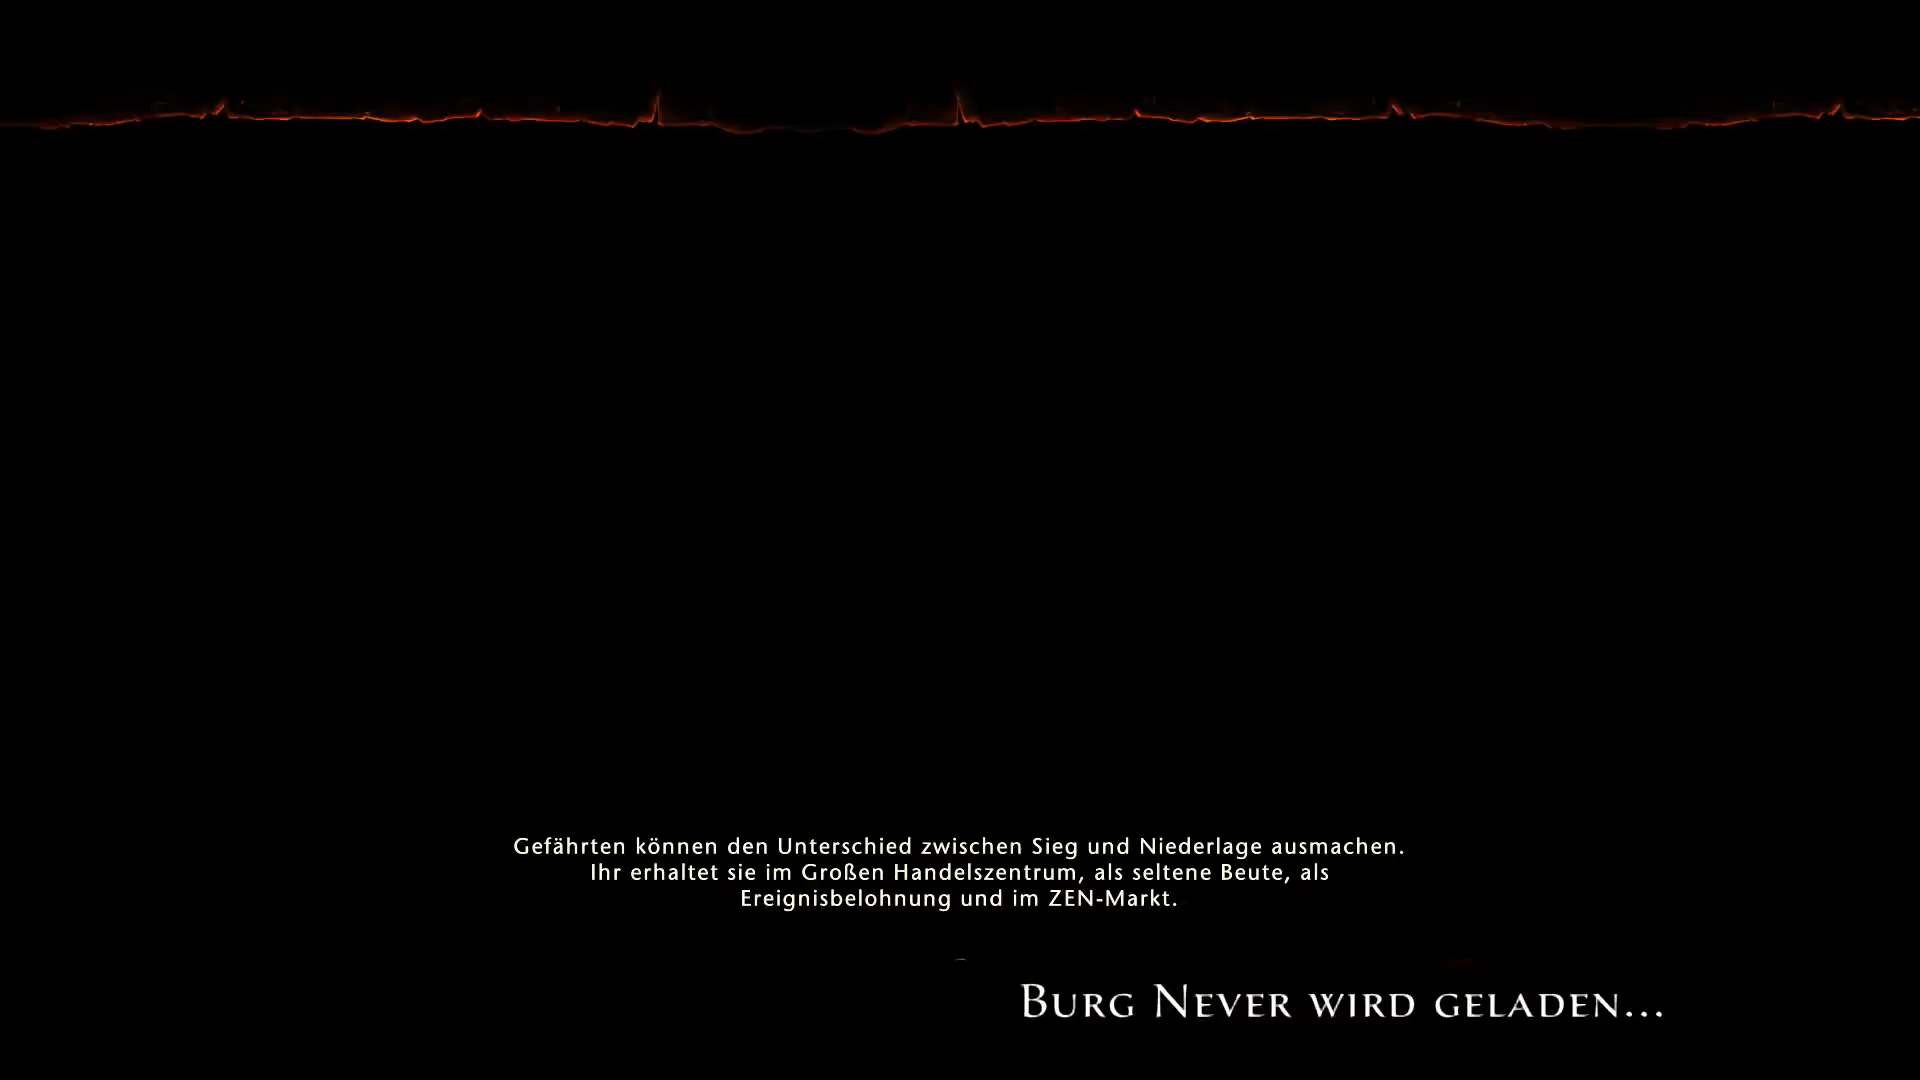 Gefährten können den Unterschied zwischen Sieg und Niederlage ausmachen.
Ihr erhaltet sie im Großen Handelszentrum, als seltene Beute, als
Ereignisbelohnung und im ZEN-Markt.
Burg Never wird geladen...